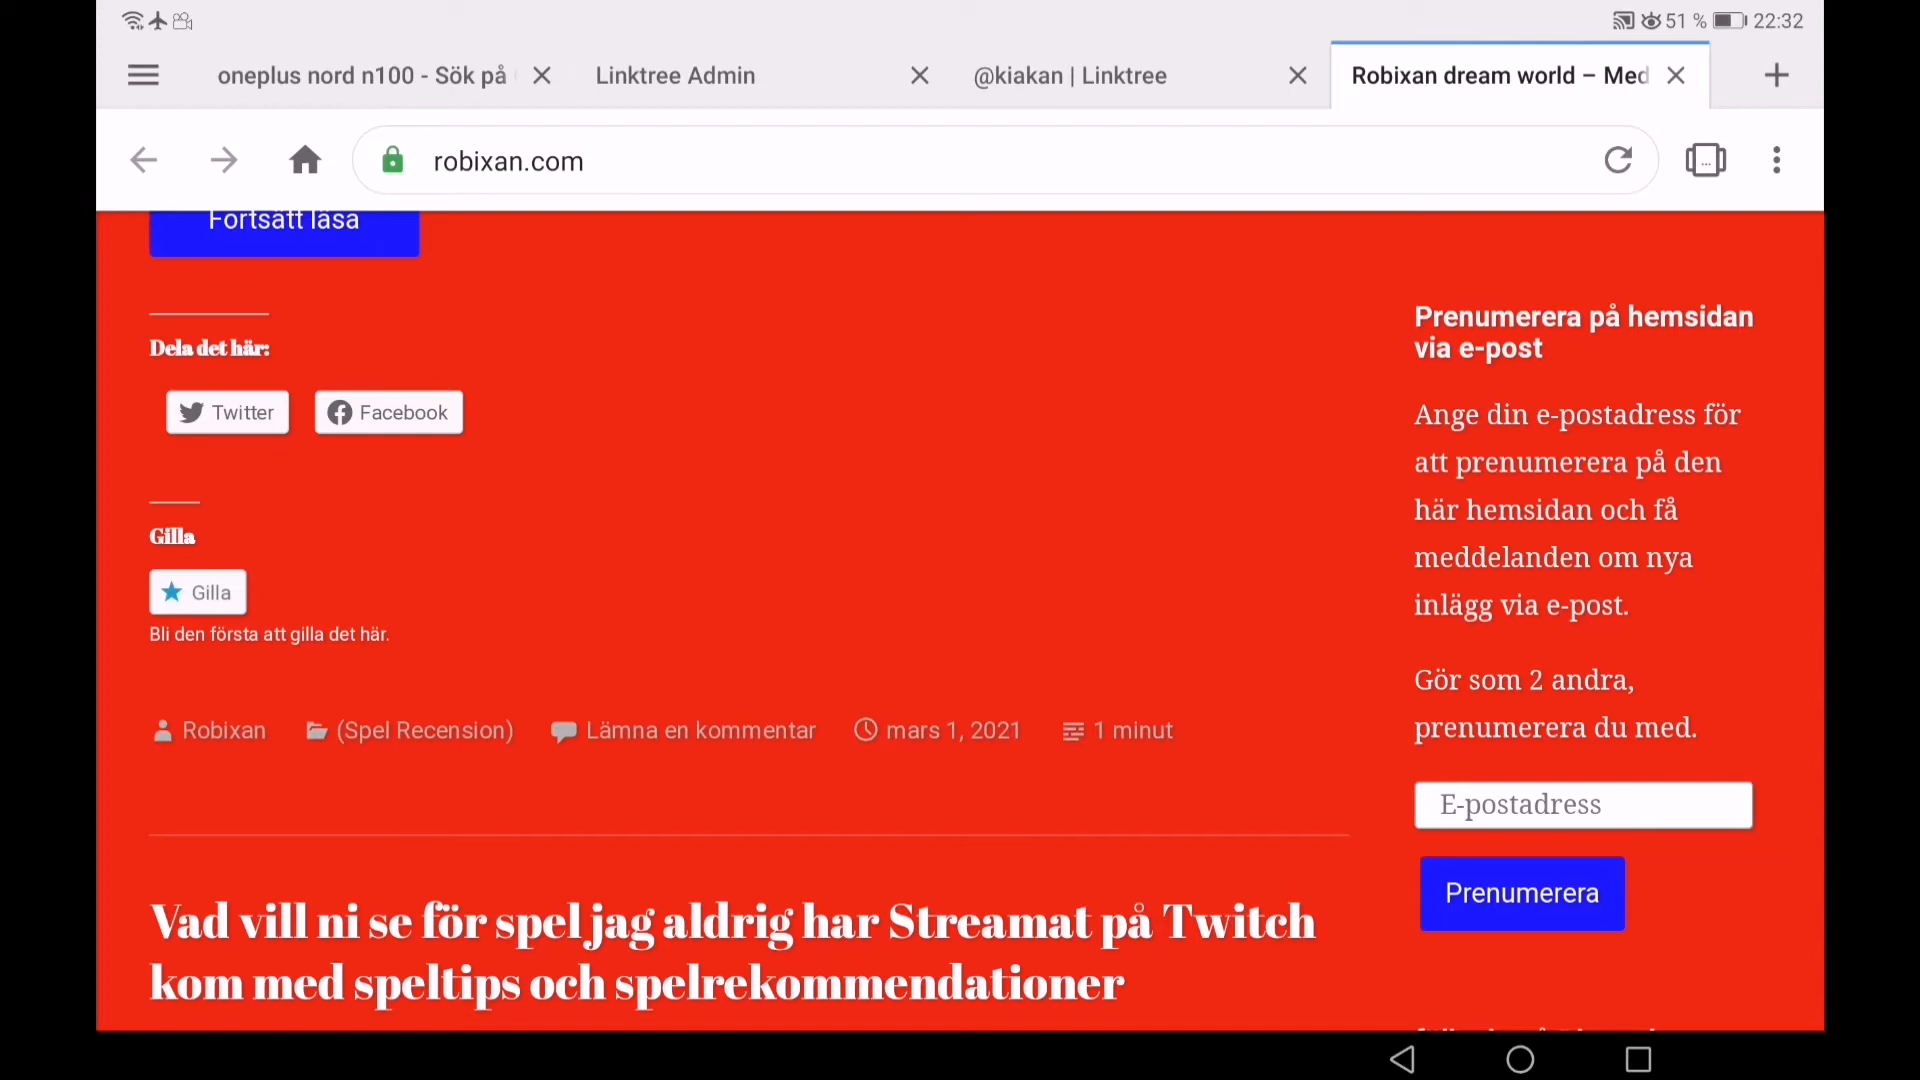 51 % 22:32
oneplus nord n100 - Sök på
Linktree Admin
@kiakan | Linktree
Robixan dream world – Med
robixan.com
Fortsätt läsa
Dela det här:
Twitter
Facebook
Gilla
Gilla
Bli den första att gilla det här.
Robixan (Spel Recension) Lämna en kommentar mars 1, 2021 1 minut
Vad vill ni se för spel jag aldrig har Streamat på Twitch
kom med speltips och spelrekommendationer
Prenumerera på hemsidan
via e-post
Ange din e-postadress för
att prenumerera på den
här hemsidan och få
meddelanden om nya
inlägg via e-post.
Gör som 2 andra,
prenumerera du med.
E-postadress
Prenumerera